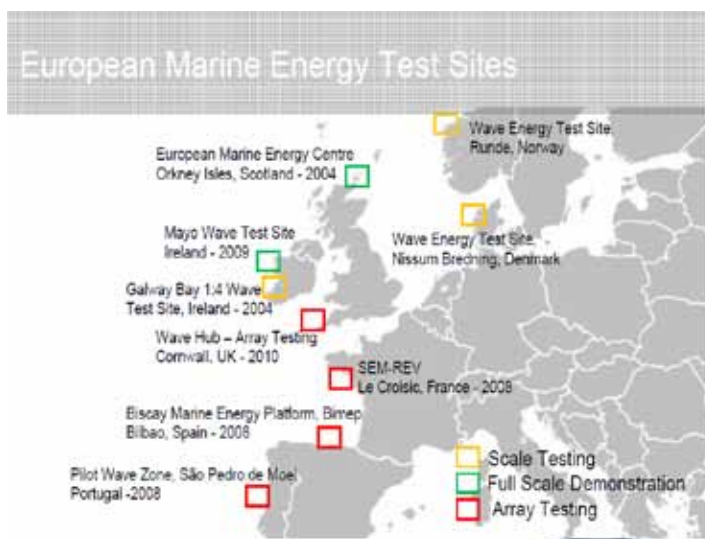 European Marine Energy Test Sites
Wave Energy Test Site,
Runde, Norway
European Marine Energy Centre
Orkney Isles, Scotland - 2004
Mayo Wave Test Site
Ireland - 2009
Wave Energy Test Site,
Nissum Bredning, Denmark
Galway Bay 1:4 Wave
Test Site, Ireland - 2004
Wave Hub – Array Testing
Cornwall, UK - 2010
SEM-REV
Le Croisic, France - 2008
Biscay Marine Energy Platform, Bimep
Bilbao, Spain -
Pilot Wave Zone, São Pedro de Moel
Portugal -2008
Scale Testing
Full Scale Demonstration
Array Testing